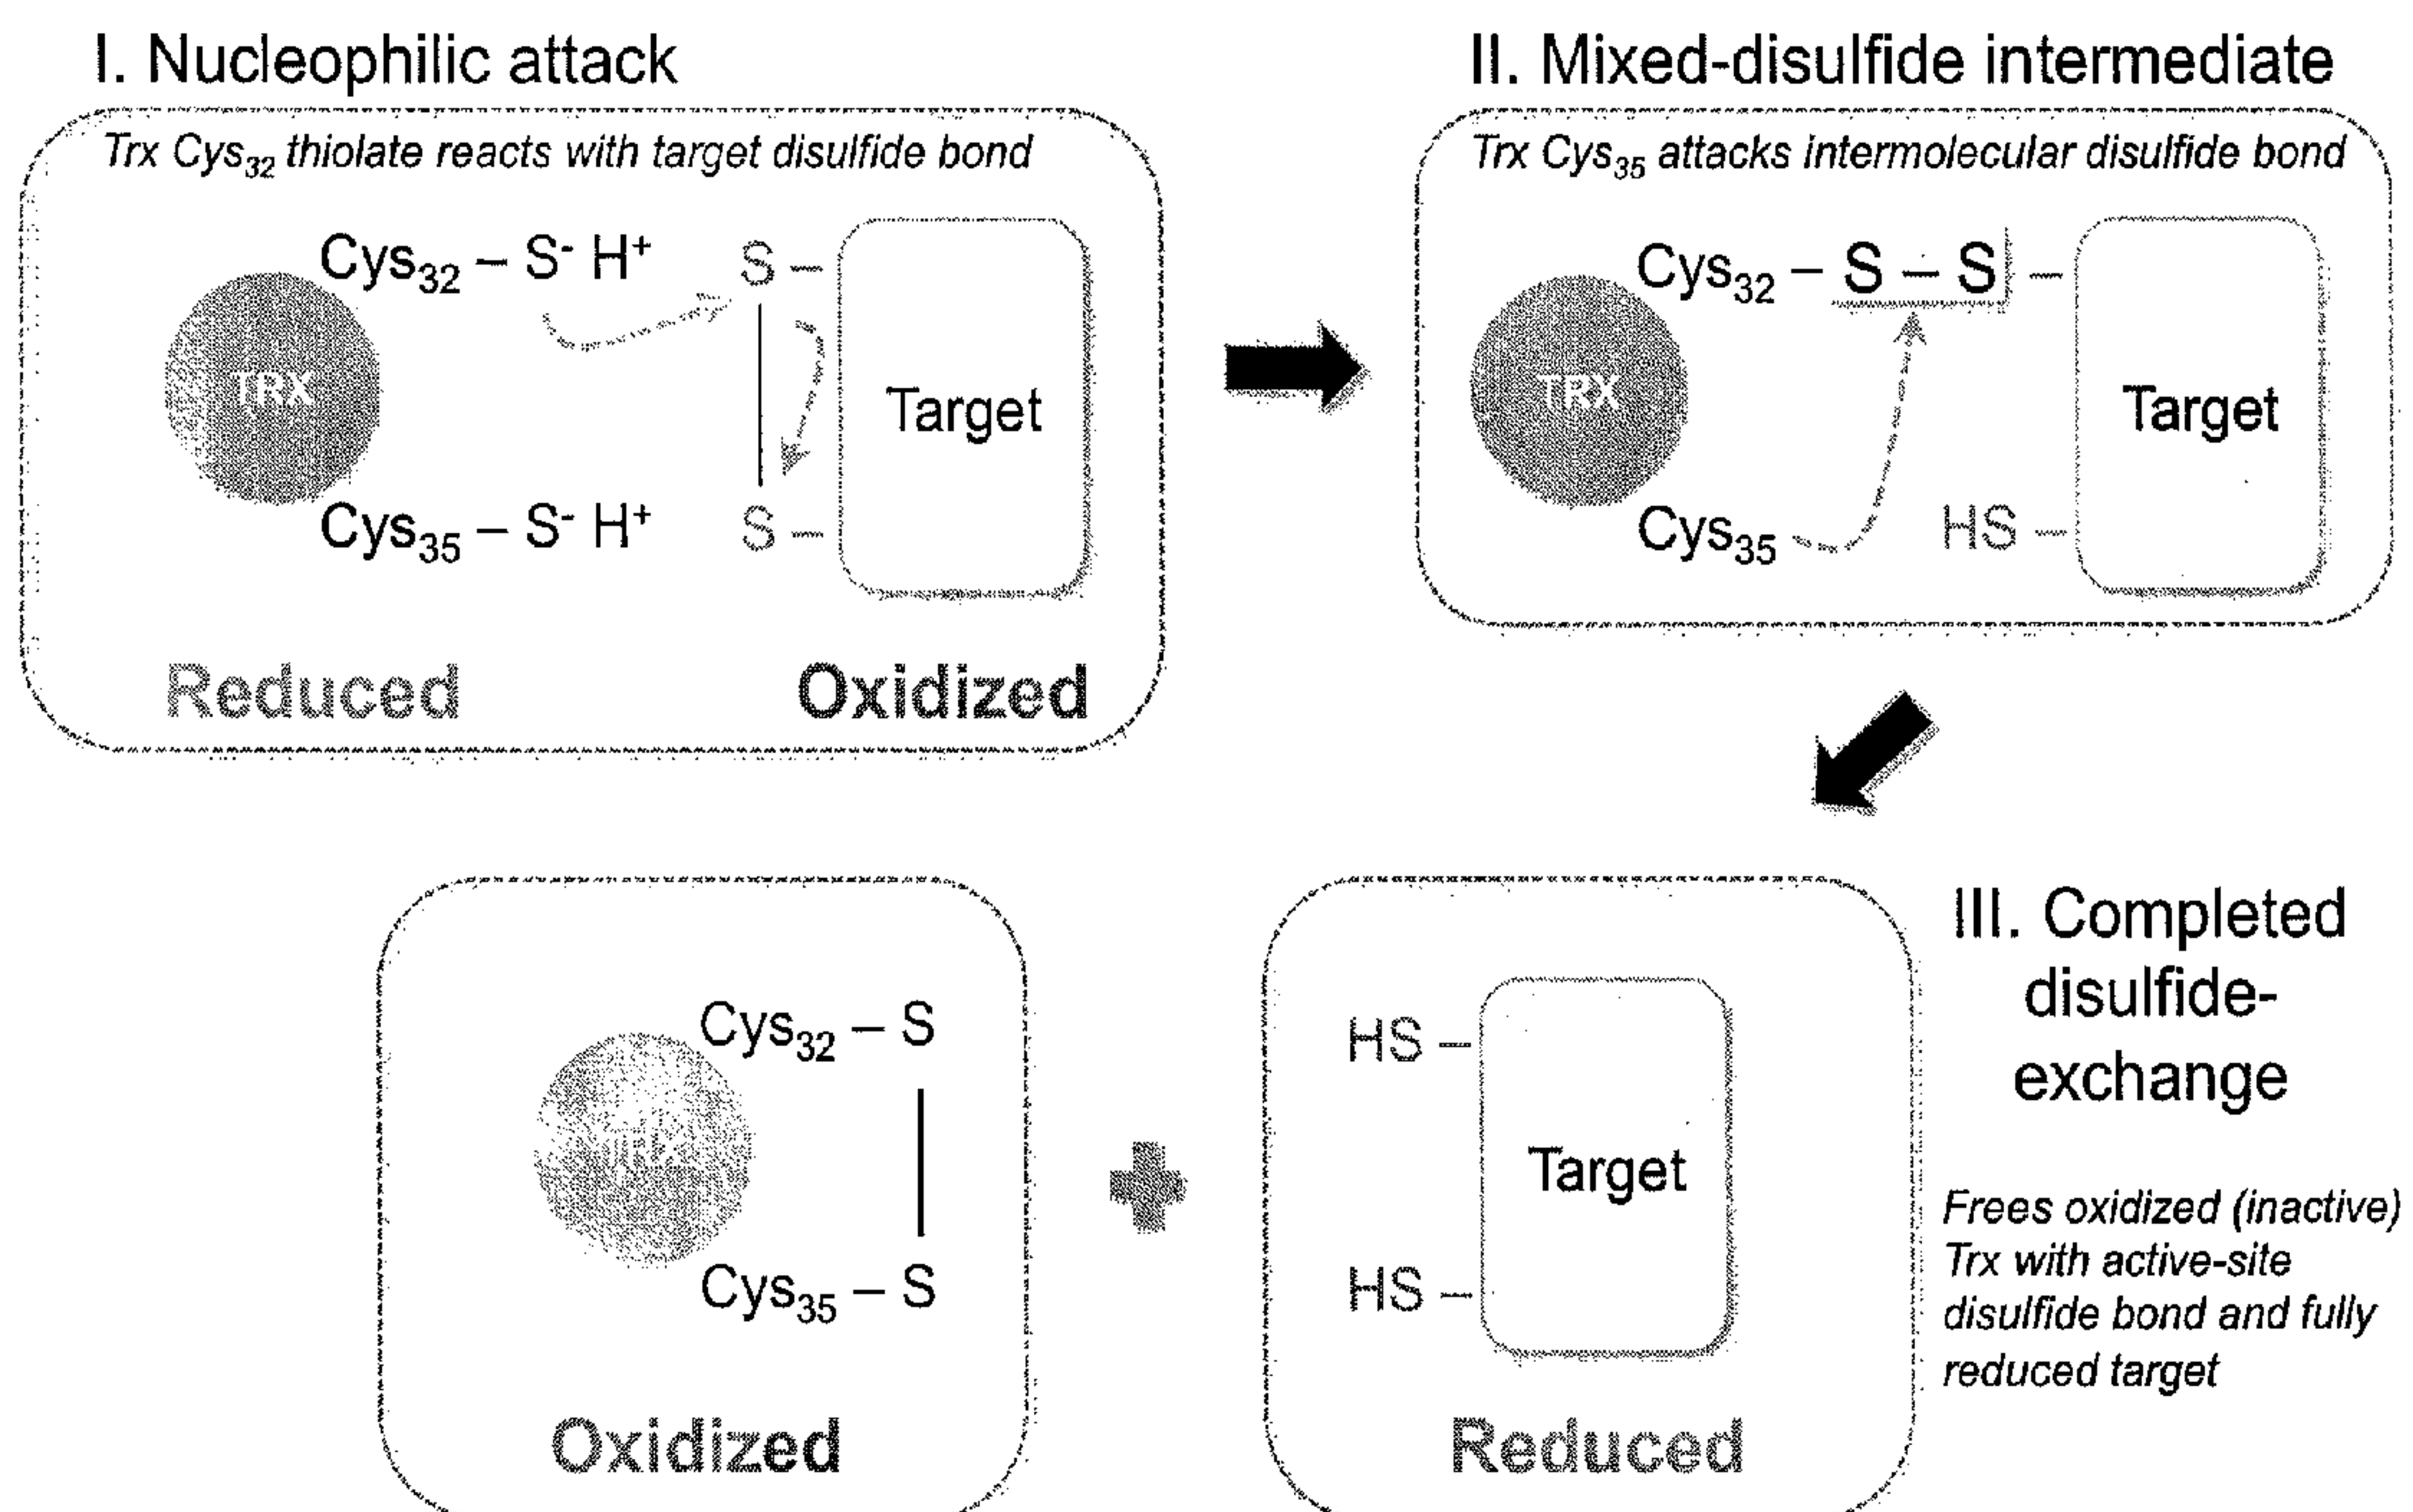 I. Nucleophilic attack
Trx Cys₃₂ thiolate reacts with target disulfide bond
Cys₃₂ – S⁻ H⁺
S –
TRX
Target
Cys₃₅ – S⁻ H⁺
S –
Reduced
Oxidized
II. Mixed-disulfide intermediate
Trx Cys₃₅ attacks intermolecular disulfide bond
Cys₃₂ – S – S –
TRX
Target
Cys₃₅
HS –
III. Completed
disulfide-
exchange
Frees oxidized (inactive)
Trx with active-site
disulfide bond and fully
reduced target
Cys₃₂ – S
TRX
Cys₃₅ – S
Oxidized
HS –
Target
HS –
Reduced